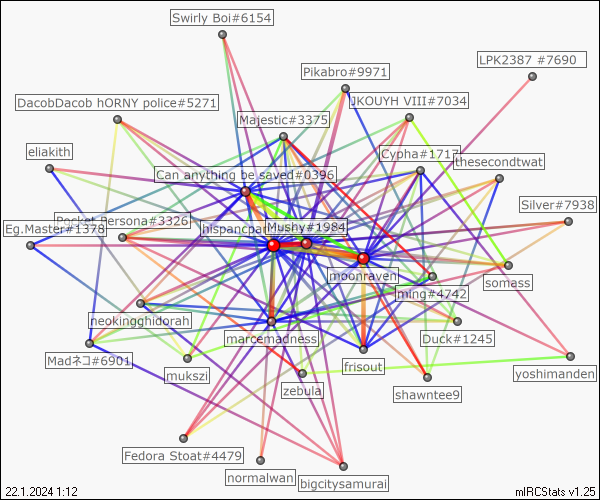 Swirly Boi#6154
LPK2387 #7690
Pikabro#9971
DacobDacob hORNY police#5271
JKOUYH VIII#7034
Majestic#3375
eliakith
Cypha#1717
thesecondtwat
Can anything be saved#0396
Silver#7938
Pocket Persona#3326
Eg.Master#1378
Mushy#1984
moonraven
somass
ming#4742
neokingghidorah
marcemadness
Duck#1245
Madネコ#6901
frisout
mukszi
yoshimanden
zebula
shawntee9
Fedora Stoat#4479
normalwan
bigcitysamurai
22.1.2024 1:12
mIRCStats v1.25